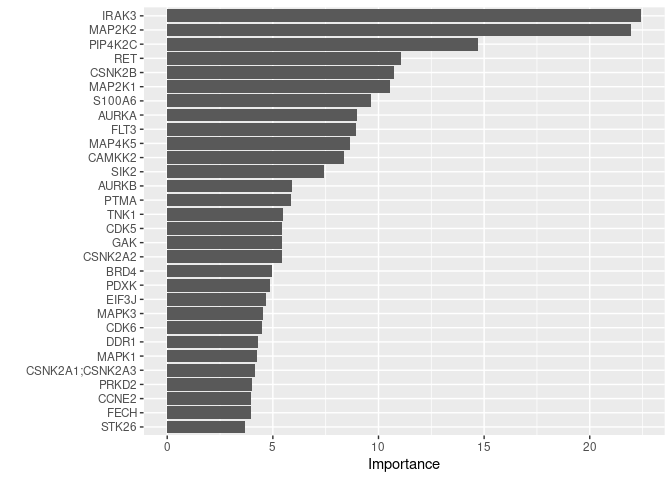 IRAK3
MAP2K2
PIP4K2C
RET
CSNK2B
MAP2K1
S100A6
AURKA
FLT3
MAP4K5
CAMKK2
SIK2
AURKB
PTMA
TNK1
CDK5
GAK
CSNK2A2
BRD4
PDXK
EIF3J
MAPK3
CDK6
DDR1
MAPK1
CSNK2A1;CSNK2A3
PRKD2
CCNE2
FECH
STK26
0 5 10 15 20
Importance